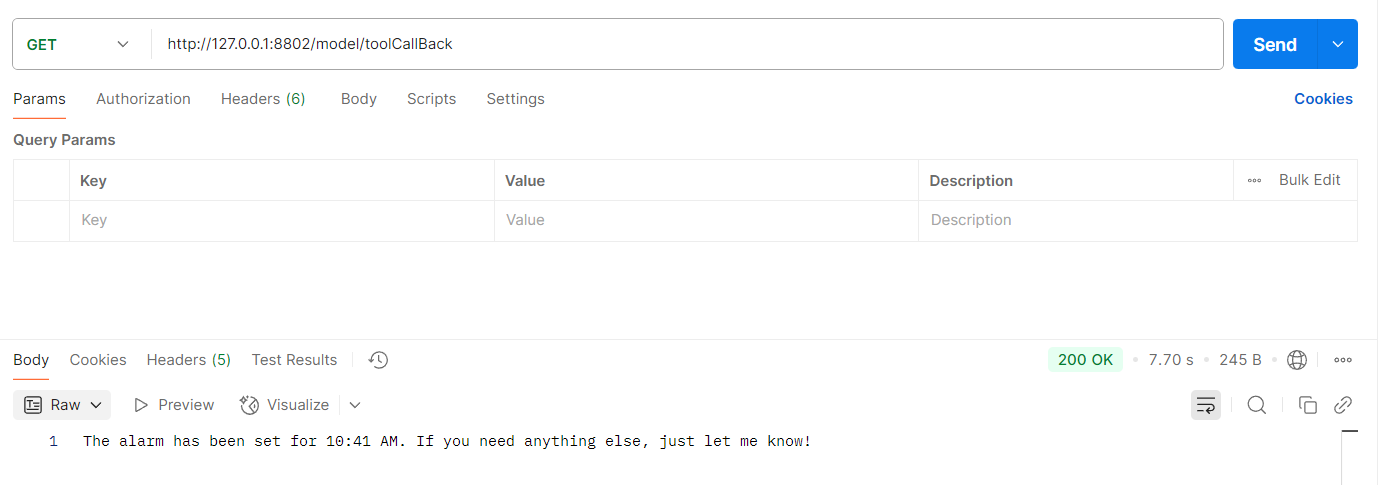 GET http://127.0.0.1:8802/model/toolCallBack Send
Params Authorization Headers (6) Body Scripts Settings Cookies
Query Params
Key Value Description Bulk Edit
Key Value Description
Body Cookies Headers (5) Test Results 200 OK • 7.70 s • 245 B •
Raw Preview Visualize
1 The alarm has been set for 10:41 AM. If you need anything else, just let me know!